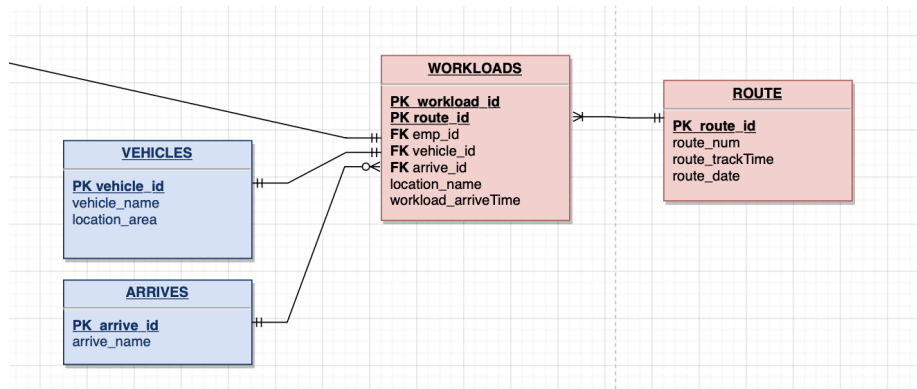 WORKLOADS
PK workload_id
PK route_id
FK emp_id
FK vehicle_id
FK arrive_id
location_name
workload_arriveTime
ROUTE
PK route_id
route_num
route_trackTime
route_date
VEHICLES
PK vehicle_id
vehicle_name
location_area
ARRIVES
PK arrive_id
arrive_name